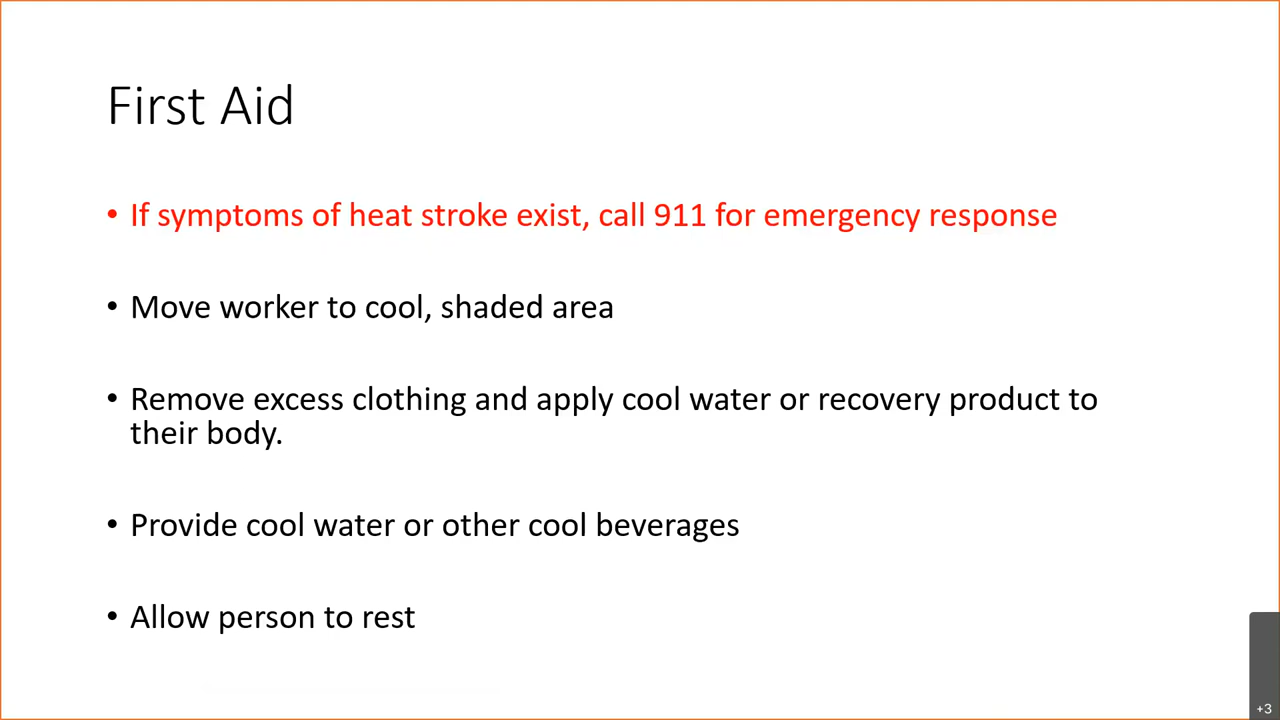 First Aid
• If symptoms of heat stroke exist, call 911 for emergency response
• Move worker to cool, shaded area
• Remove excess clothing and apply cool water or recovery product to
their body.
• Provide cool water or other cool beverages
• Allow person to rest
+3